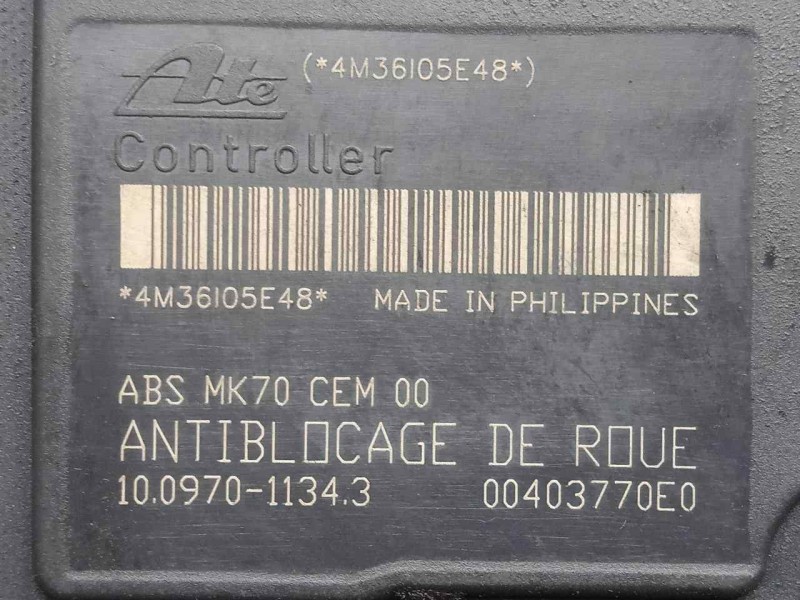 Ate (*4M36I05E48*)
Controller
*4M36I05E48* MADE IN PHILIPPINES
ABS MK70 CEM 00
ANTIBLOCAGE DE ROUE
10.0970-1134.3 00403770E0